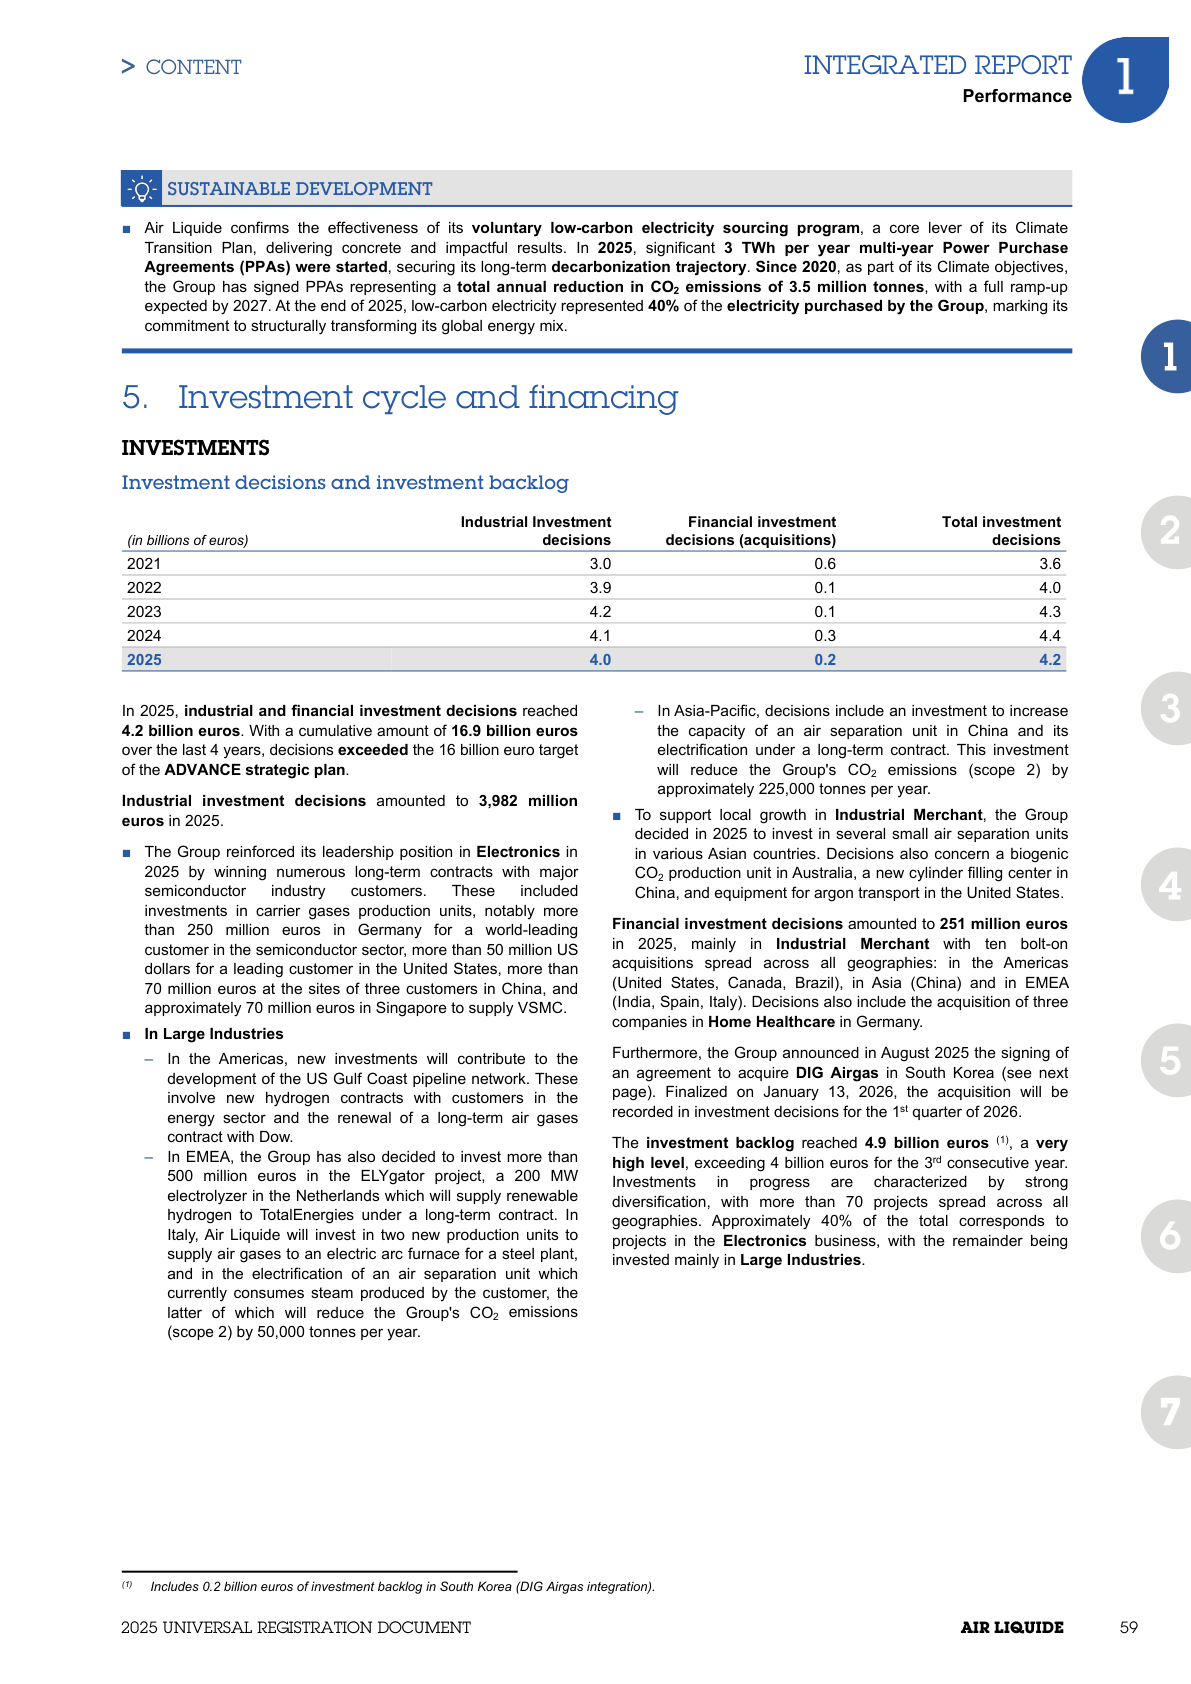 > CONTENT
INTEGRATED REPORT
Performance
1
SUSTAINABLE DEVELOPMENT
■ Air Liquide confirms the effectiveness of its voluntary low-carbon electricity sourcing program, a core lever of its Climate
Transition Plan, delivering concrete and impactful results. In 2025, significant 3 TWh per year multi-year Power Purchase
Agreements (PPAs) were started, securing its long-term decarbonization trajectory. Since 2020, as part of its Climate objectives,
the Group has signed PPAs representing a total annual reduction in CO₂ emissions of 3.5 million tonnes, with a full ramp-up
expected by 2027. At the end of 2025, low-carbon electricity represented 40% of the electricity purchased by the Group, marking its
commitment to structurally transforming its global energy mix.
5. Investment cycle and financing
INVESTMENTS
Investment decisions and investment backlog
(in billions of euros) Industrial Investment decisions Financial investment decisions (acquisitions) Total investment decisions
2021 3.0 0.6 3.6
2022 3.9 0.1 4.0
2023 4.2 0.1 4.3
2024 4.1 0.3 4.4
2025 4.0 0.2 4.2
In 2025, industrial and financial investment decisions reached
4.2 billion euros. With a cumulative amount of 16.9 billion euros
over the last 4 years, decisions exceeded the 16 billion euro target
of the ADVANCE strategic plan.
Industrial investment decisions amounted to 3,982 million
euros in 2025.
■ The Group reinforced its leadership position in Electronics in
2025 by winning numerous long-term contracts with major
semiconductor industry customers. These included
investments in carrier gases production units, notably more
than 250 million euros in Germany for a world-leading
customer in the semiconductor sector, more than 50 million US
dollars for a leading customer in the United States, more than
70 million euros at the sites of three customers in China, and
approximately 70 million euros in Singapore to supply VSMC.
■ In Large Industries
– In the Americas, new investments will contribute to the
development of the US Gulf Coast pipeline network. These
involve new hydrogen contracts with customers in the
energy sector and the renewal of a long-term air gases
contract with Dow.
– In EMEA, the Group has also decided to invest more than
500 million euros in the ELYgator project, a 200 MW
electrolyzer in the Netherlands which will supply renewable
hydrogen to TotalEnergies under a long-term contract. In
Italy, Air Liquide will invest in two new production units to
supply air gases to an electric arc furnace for a steel plant,
and in the electrification of an air separation unit which
currently consumes steam produced by the customer, the
latter of which will reduce the Group's CO₂ emissions
(scope 2) by 50,000 tonnes per year.
– In Asia-Pacific, decisions include an investment to increase
the capacity of an air separation unit in China and its
electrification under a long-term contract. This investment
will reduce the Group's CO₂ emissions (scope 2) by
approximately 225,000 tonnes per year.
■ To support local growth in Industrial Merchant, the Group
decided in 2025 to invest in several small air separation units
in various Asian countries. Decisions also concern a biogenic
CO₂ production unit in Australia, a new cylinder filling center in
China, and equipment for argon transport in the United States.
Financial investment decisions amounted to 251 million euros
in 2025, mainly in Industrial Merchant with ten bolt-on
acquisitions spread across all geographies: in the Americas
(United States, Canada, Brazil), in Asia (China) and in EMEA
(India, Spain, Italy). Decisions also include the acquisition of three
companies in Home Healthcare in Germany.
Furthermore, the Group announced in August 2025 the signing of
an agreement to acquire DIG Airgas in South Korea (see next
page). Finalized on January 13, 2026, the acquisition will be
recorded in investment decisions for the 1st quarter of 2026.
The investment backlog reached 4.9 billion euros (1), a very
high level, exceeding 4 billion euros for the 3rd consecutive year.
Investments in progress are characterized by strong
diversification, with more than 70 projects spread across all
geographies. Approximately 40% of the total corresponds to
projects in the Electronics business, with the remainder being
invested mainly in Large Industries.
1
2
3
4
5
6
7
(1) Includes 0.2 billion euros of investment backlog in South Korea (DIG Airgas integration).
2025 UNIVERSAL REGISTRATION DOCUMENT
AIR LIQUIDE 59